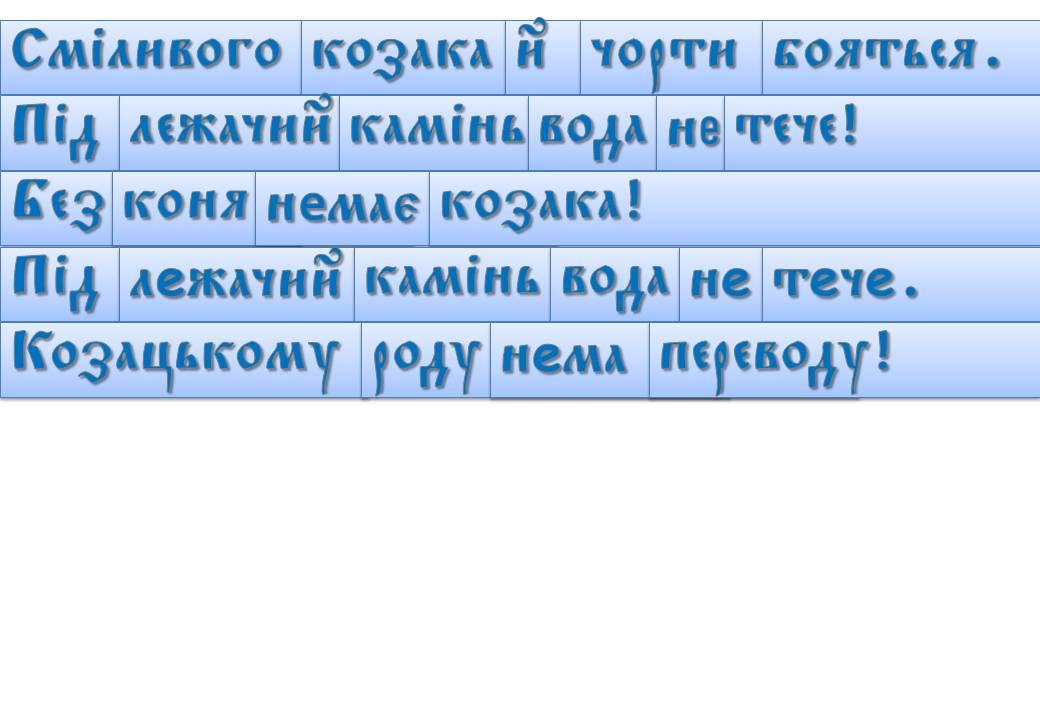 Сміливого козака й чорти бояться.
Під лежачий камінь вода не тече!
Без коня немає козака!
Під лежачий камінь вода не тече.
Козацькому роду нема переводу!